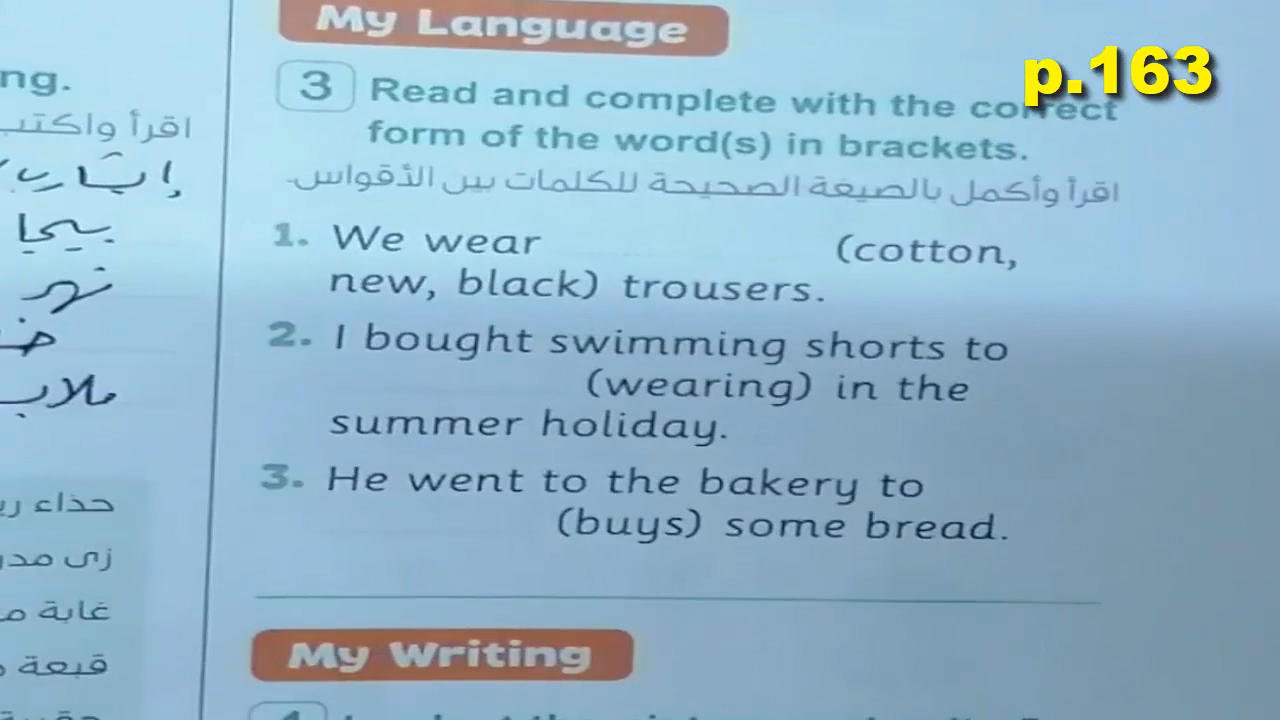 My Language
p.163
3 Read and complete with the correct
form of the word(s) in brackets.
اقرأ وأكمل بالصيغة الصحيحة للكلمات بين الأقواس.
1. We wear (cotton,
new, black) trousers.
2. I bought swimming shorts to
(wearing) in the
summer holiday.
3. He went to the bakery to
(buys) some bread.
My Writing
ng.
اقرأ واكتب
نهر
حذاء
زى
غابة
قبعة